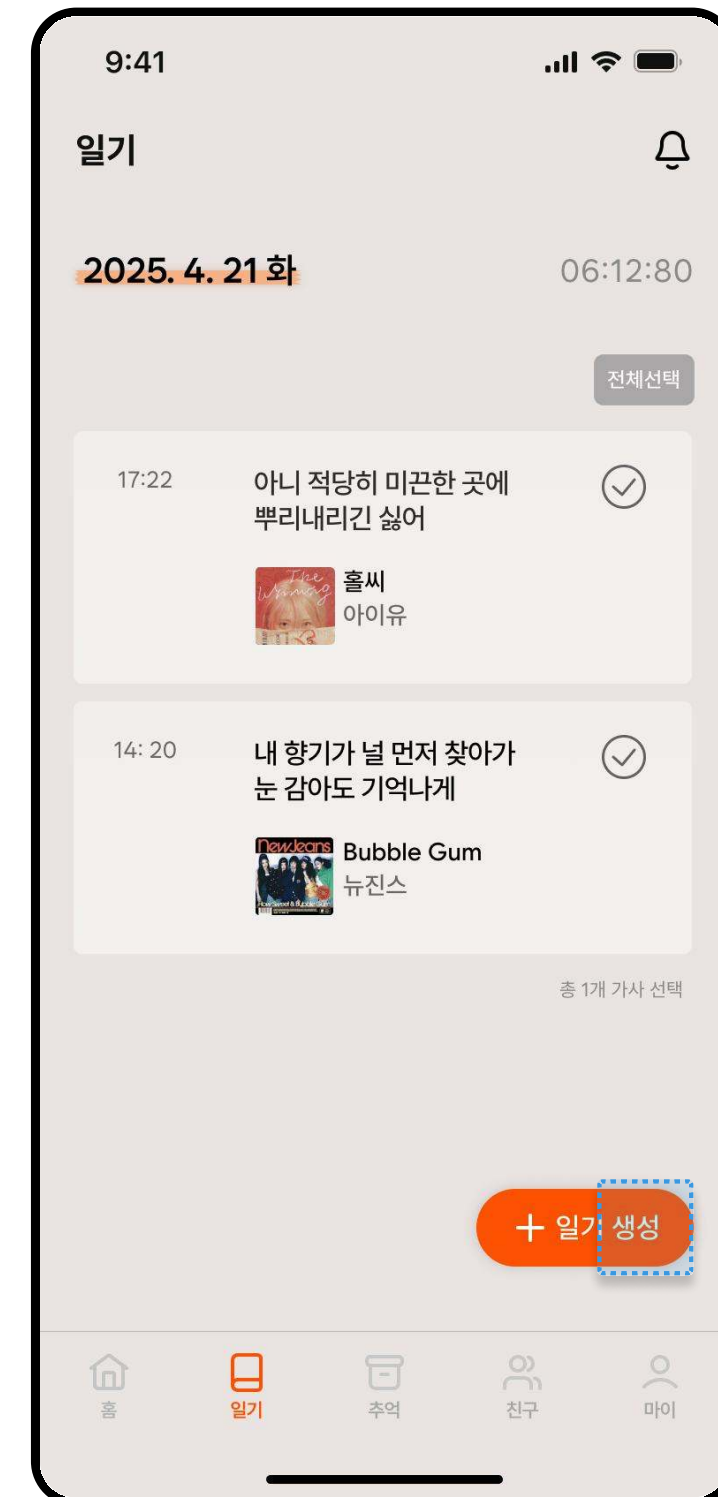 9:41
일기
2025. 4. 21 화
06:12:80
전체선택
17:22
아니 적당히 미끈한 곳에
뿌리내리긴 싫어
The
Winning
홀씨
아이유
14: 20
내 향기가 널 먼저 찾아가
눈 감아도 기억나게
NewJeans
Bubble Gum
뉴진스
총 1개 가사 선택
일기 생성
홈
일기
추억
친구
마이